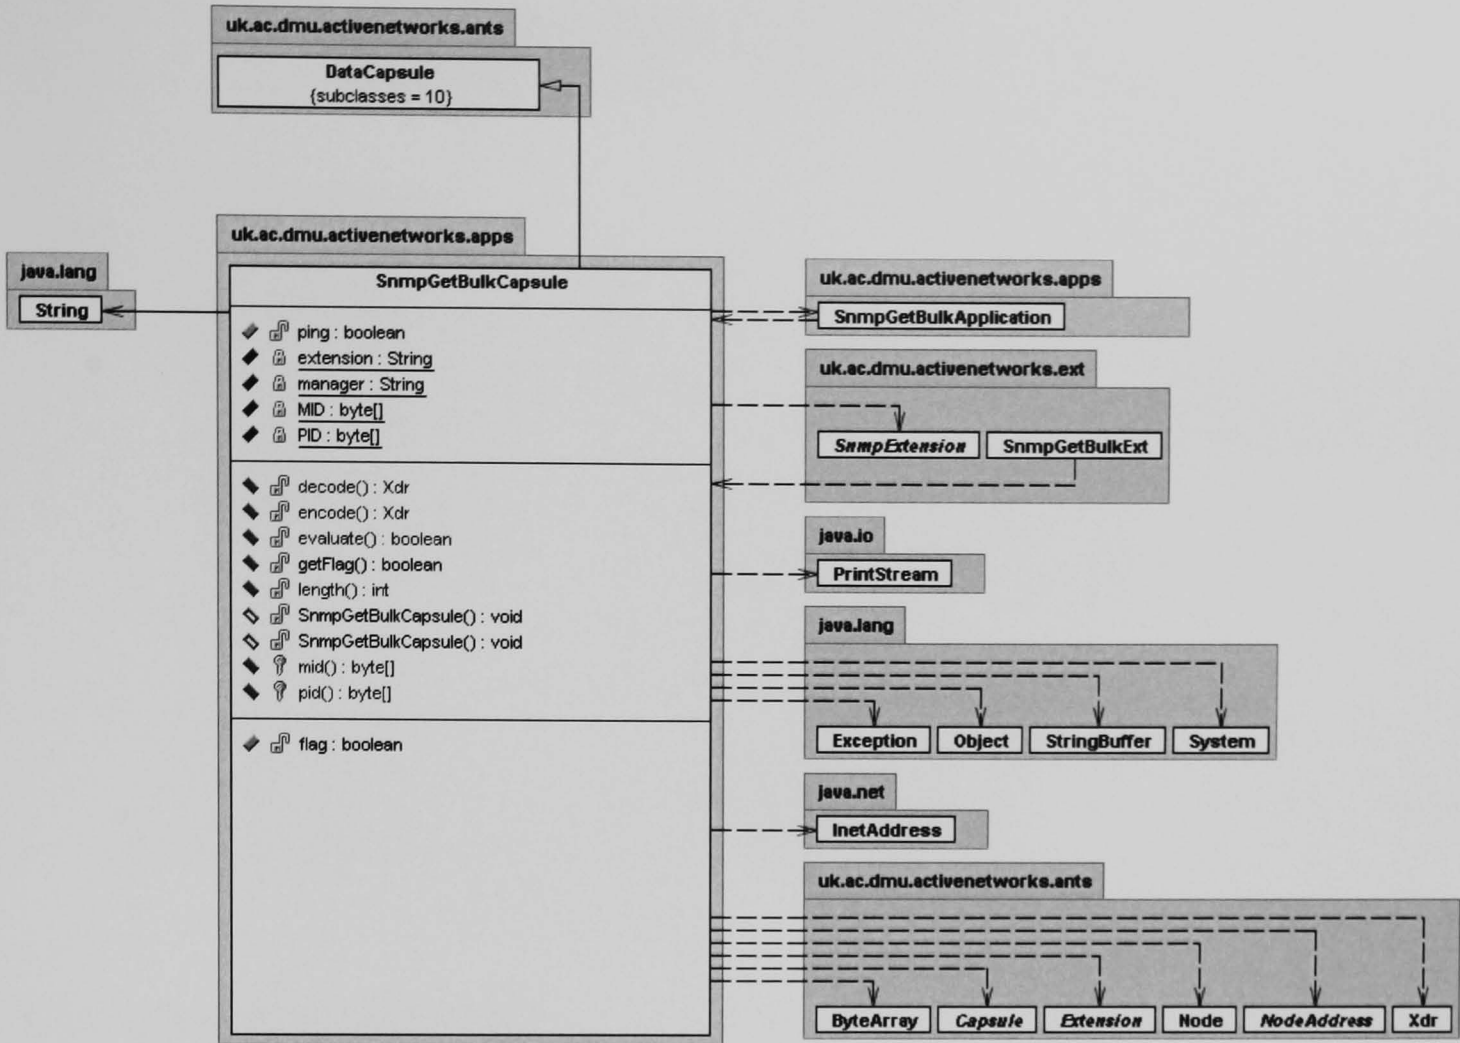 uk.ac.dmu.activenetworks.ants
DataCapsule
{subclasses = 10}
uk.ac.dmu.activenetworks.apps
java.lang
String
SnmpGetBulkCapsule
ping : boolean
extension : String
manager : String
MID : byte[]
PID : byte[]
decode() : Xdr
encode() : Xdr
evaluate() : boolean
getFlag() : boolean
length() : int
SnmpGetBulkCapsule() : void
SnmpGetBulkCapsule() : void
mid() : byte[]
pid() : byte[]
flag : boolean
uk.ac.dmu.activenetworks.apps
SnmpGetBulkApplication
uk.ac.dmu.activenetworks.ext
SnmpExtension SnmpGetBulkExt
java.io
PrintStream
java.lang
Exception Object StringBuffer System
java.net
InetAddress
uk.ac.dmu.activenetworks.ants
ByteArray Capsule Extension Node NodeAddress Xdr